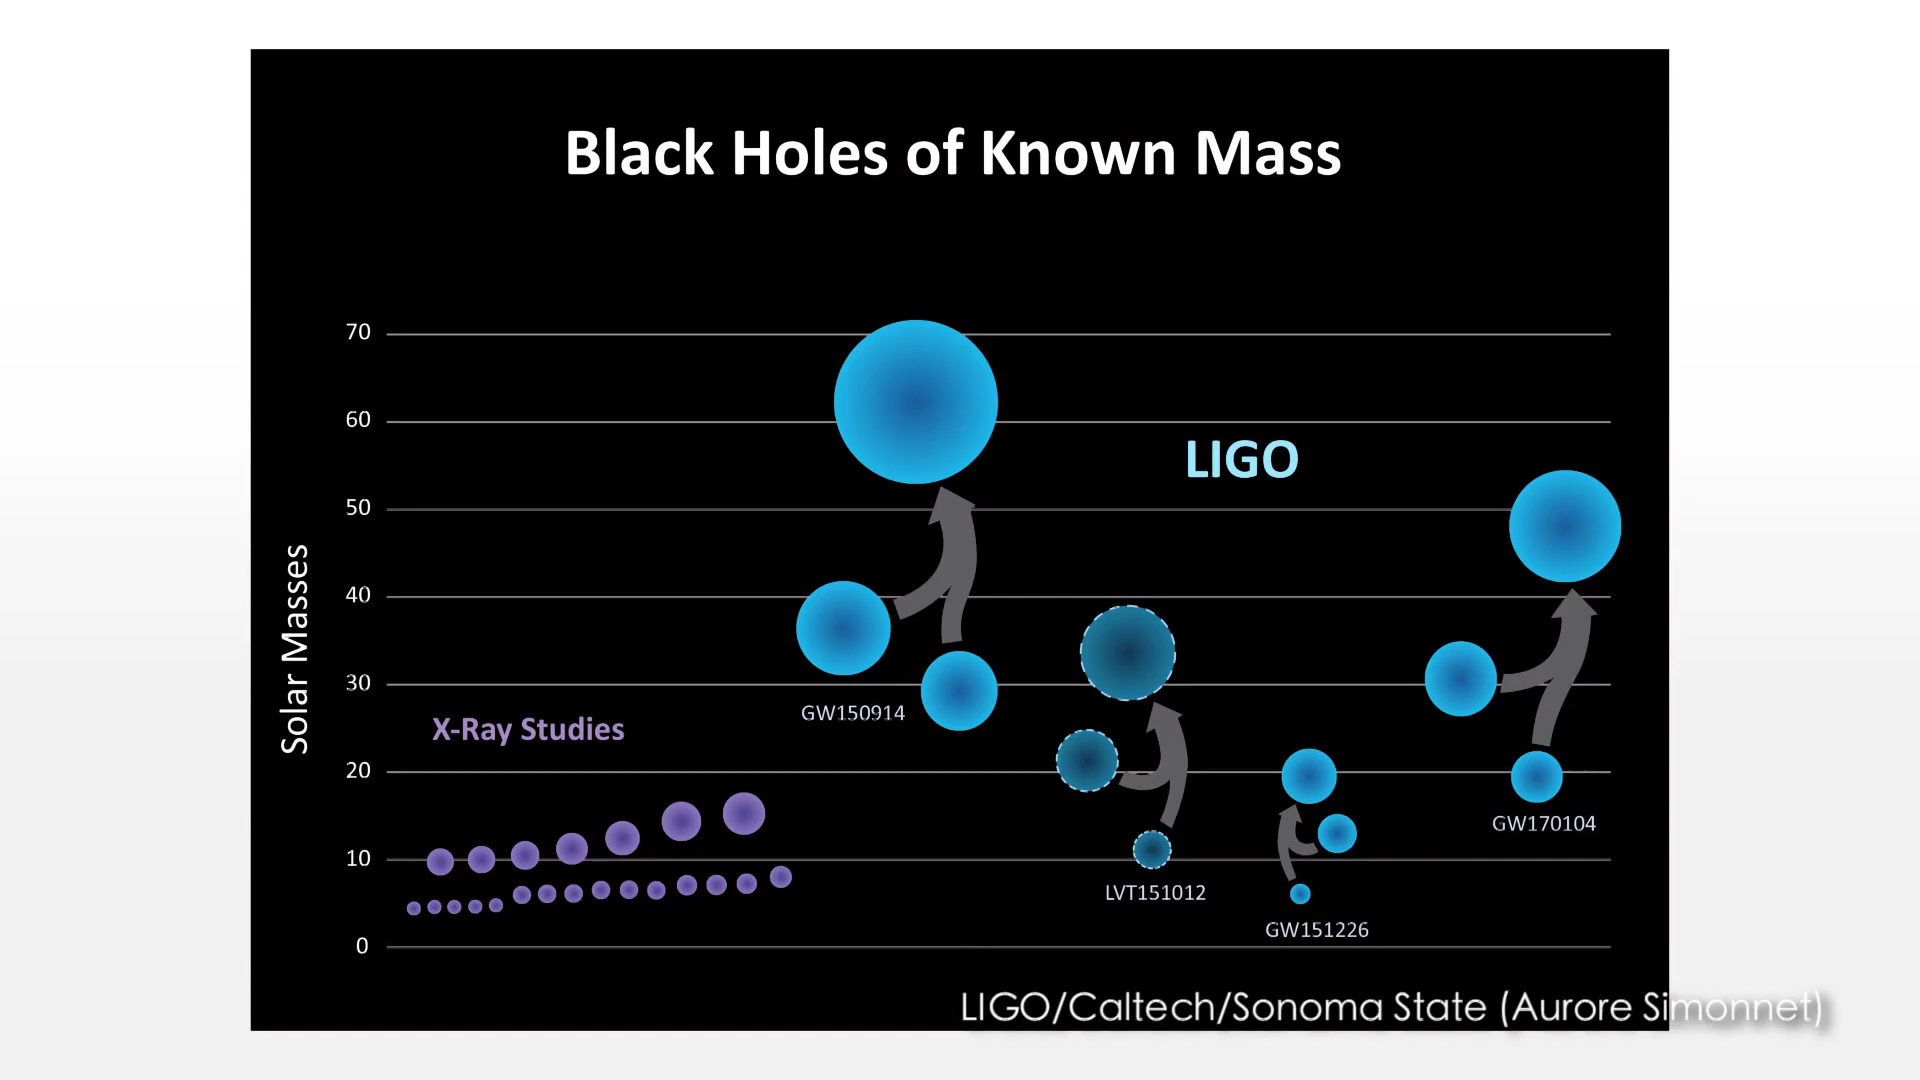 Black Holes of Known Mass
70
60
LIGO
50
40
Solar Masses
30
GW150914
X-Ray Studies
20
GW170104
10
LVT151012
GW151226
0
LIGO/Caltech/Sonoma State (Aurore Simonnet)